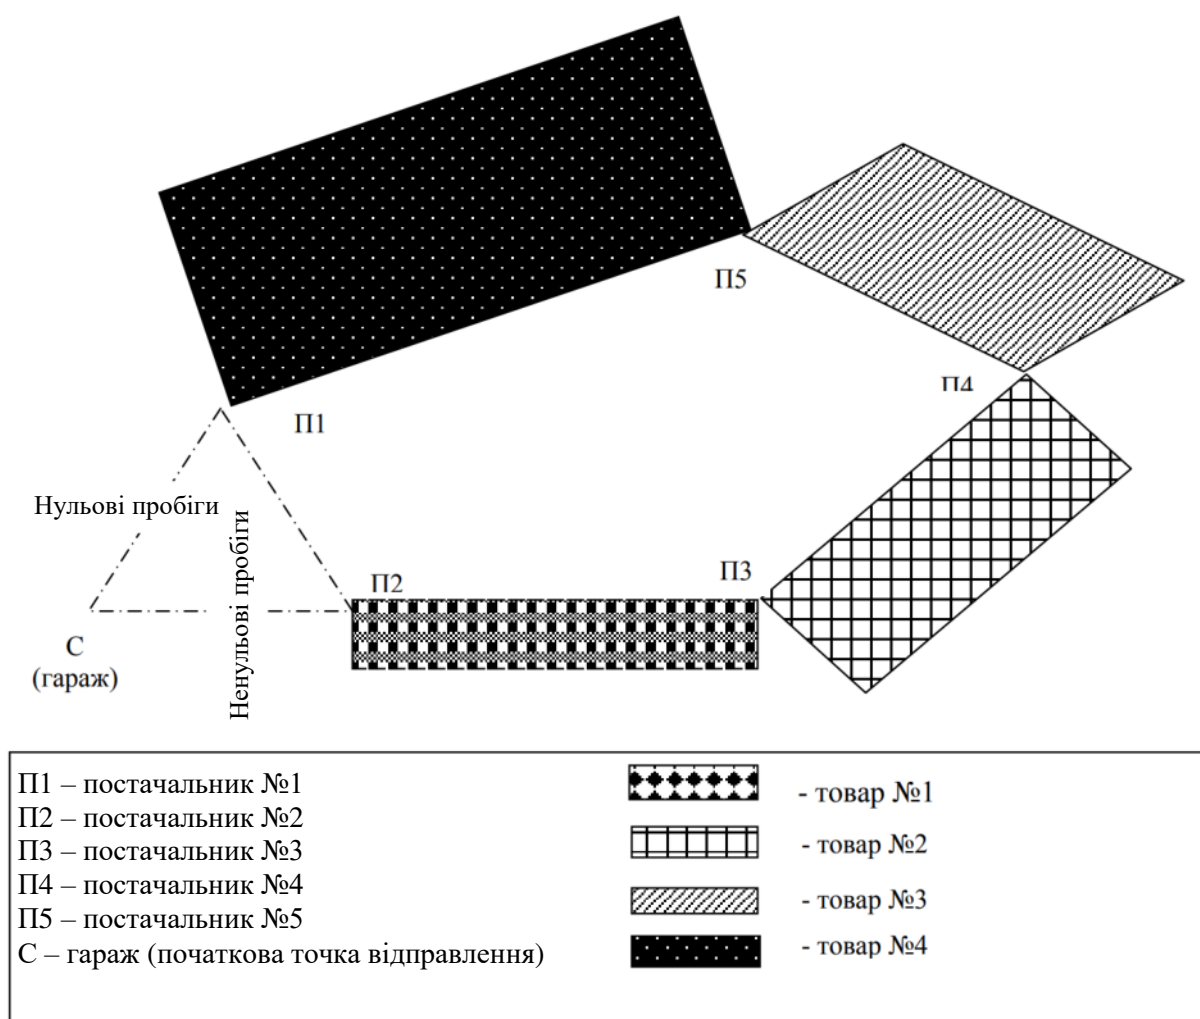 П5
П4
П1
Нульові пробіги
Ненульові пробіги
П3
П2
С
(гараж)
П1 – постачальник №1
П2 – постачальник №2
П3 – постачальник №3
П4 – постачальник №4
П5 – постачальник №5
С – гараж (початкова точка відправлення)
- товар №1
- товар №2
- товар №3
- товар №4